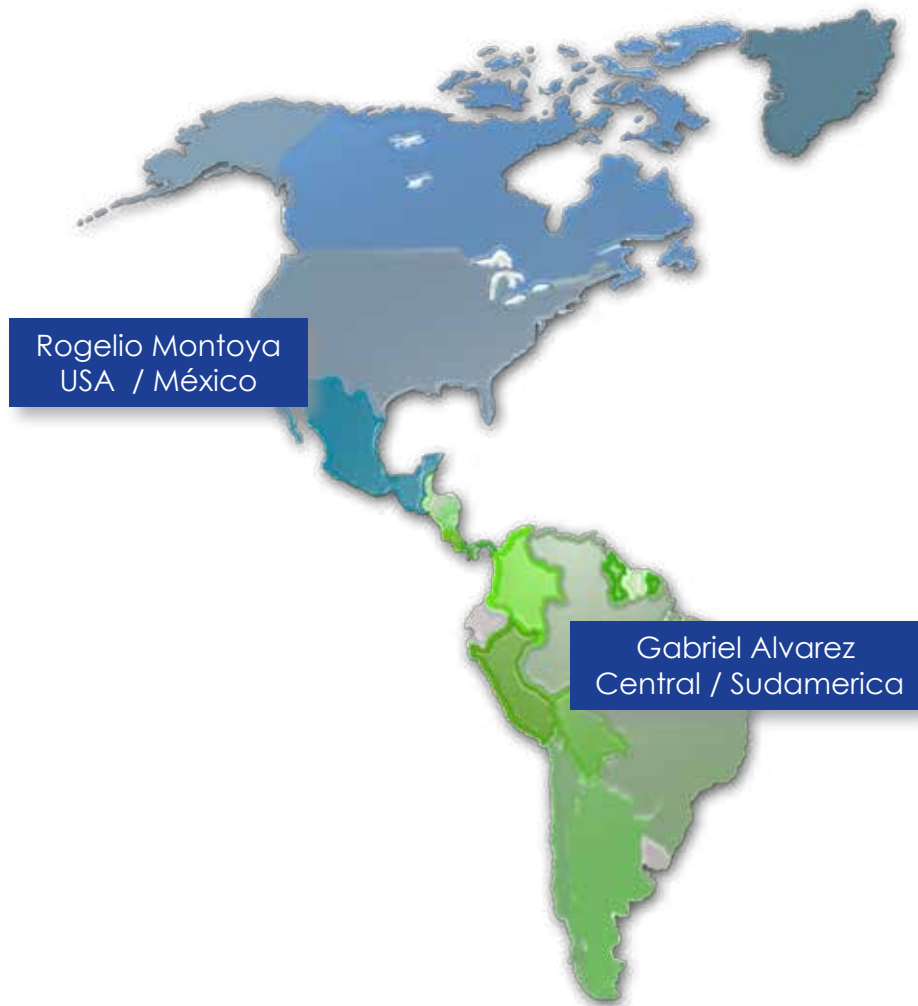 Rogelio Montoya
USA / México
Gabriel Alvarez
Central / Sudamerica